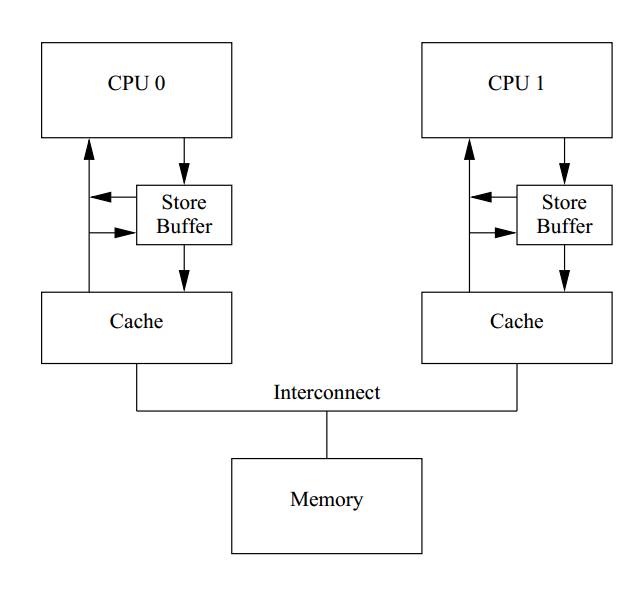 CPU 0
CPU 1
Store
Buffer
Store
Buffer
Cache
Cache
Interconnect
Memory